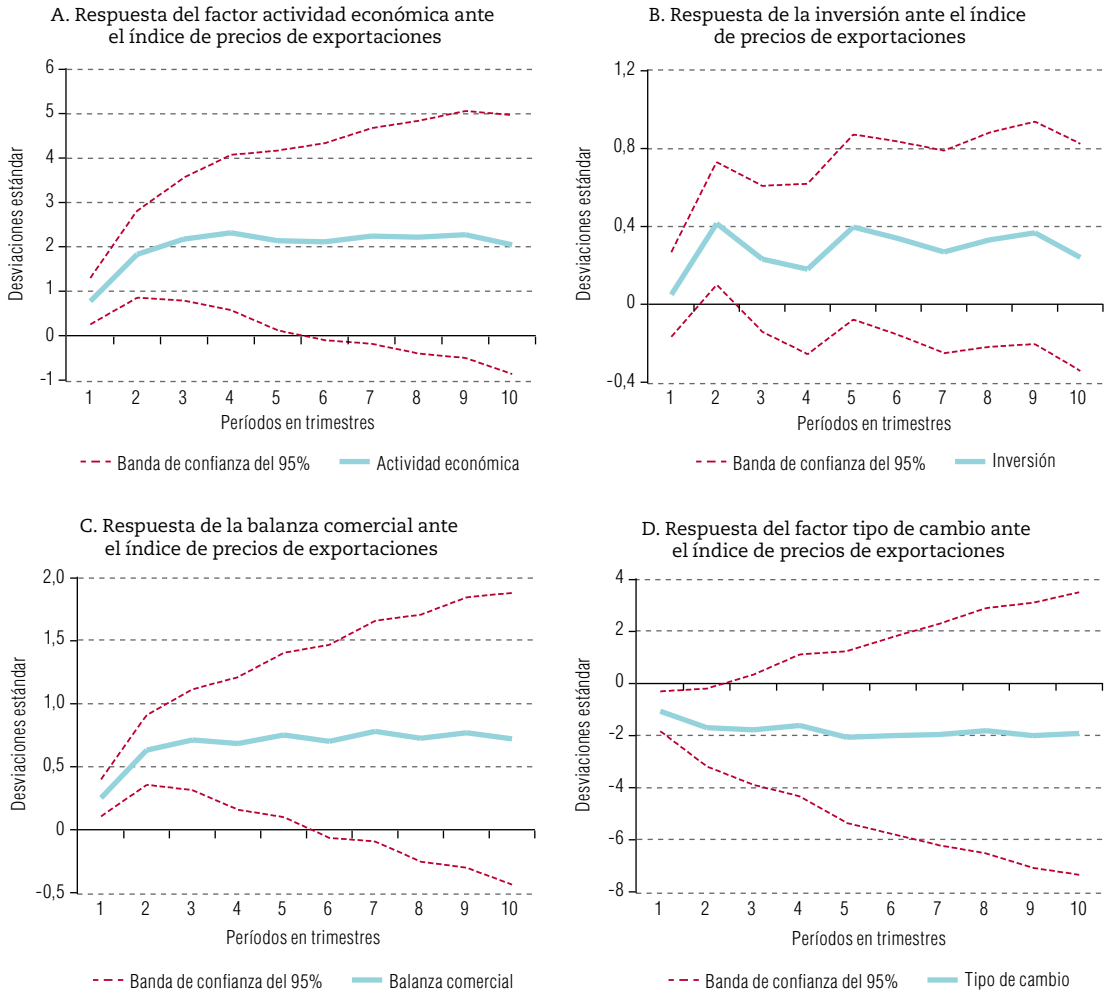 A. Respuesta del factor actividad económica ante
el índice de precios de exportaciones
6
5
4
3
2
1
0
-1
Desviaciones estándar
1 2 3 4 5 6 7 8 9 10
Períodos en trimestres
Banda de confianza del 95% Actividad económica
B. Respuesta de la inversión ante el índice
de precios de exportaciones
1,2
0,8
0,4
0
-0,4
Desviaciones estándar
1 2 3 4 5 6 7 8 9 10
Períodos en trimestres
Banda de confianza del 95% Inversión
C. Respuesta de la balanza comercial ante
el índice de precios de exportaciones
2,0
1,5
1,0
0,5
0
-0,5
Desviaciones estándar
1 2 3 4 5 6 7 8 9 10
Períodos en trimestres
Banda de confianza del 95% Balanza comercial
D. Respuesta del factor tipo de cambio ante
el índice de precios de exportaciones
4
2
0
-2
-4
-6
-8
Desviaciones estándar
1 2 3 4 5 6 7 8 9 10
Períodos en trimestres
Banda de confianza del 95% Tipo de cambio